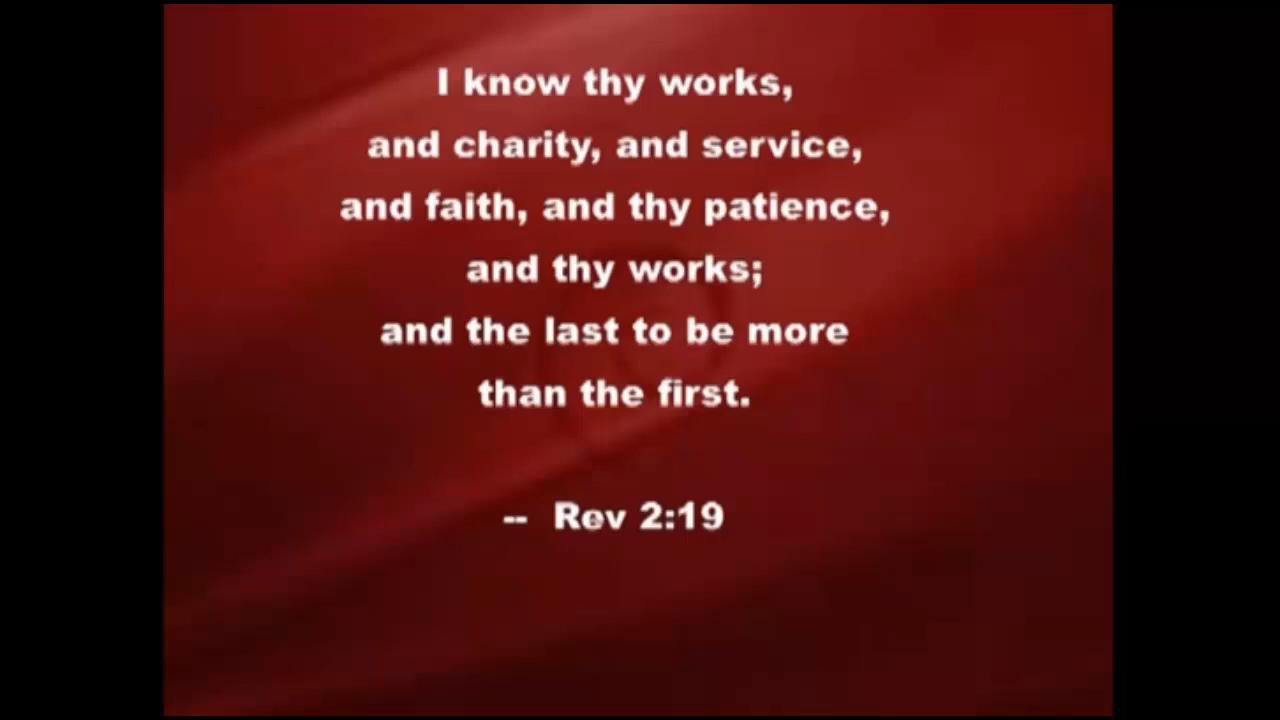 I know thy works,
and charity, and service,
and faith, and thy patience,
and thy works;
and the last to be more
than the first.
-- Rev 2:19